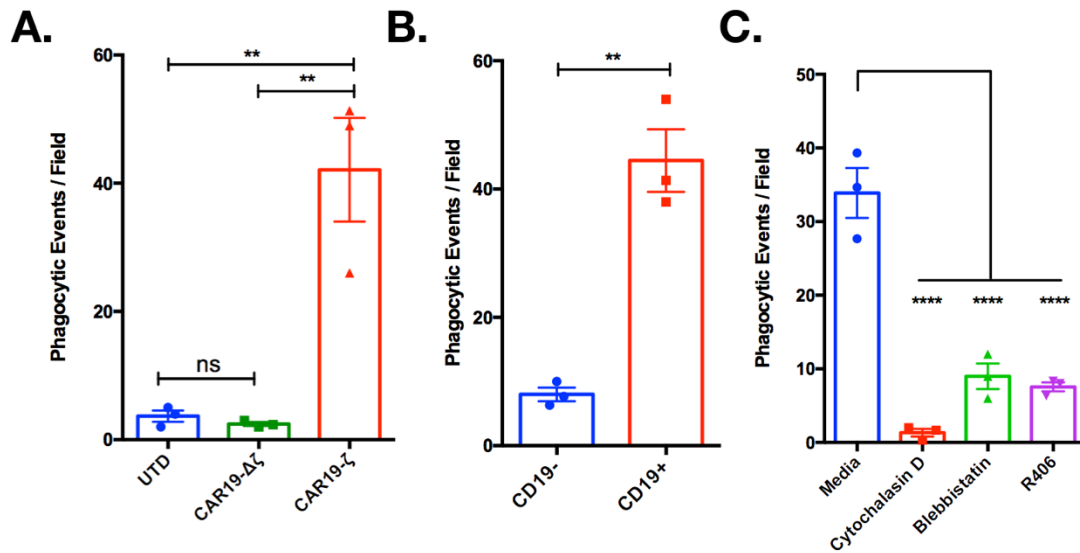 A.
Phagocytic Events / Field
60
40
20
0
**
**
ns
UTD
CAR19-Δζ
CAR19-ζ
B.
Phagocytic Events / Field
60
40
20
0
**
CD19-
CD19+
C.
Phagocytic Events / Field
50
40
30
20
10
0
**** **** ****
Media
Cytochalasin D
Blebbistatin
R406